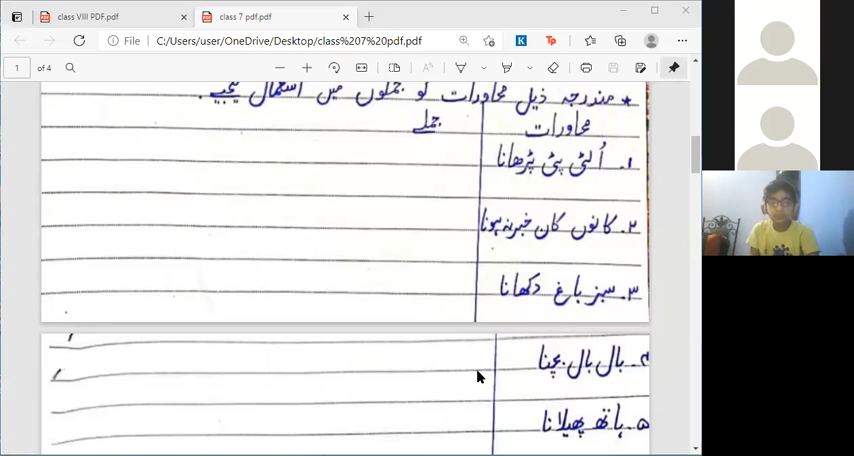 class VIII PDF.pdf
class 7 pdf.pdf
File C:/Users/user/OneDrive/Desktop/class%207%20pdf.pdf
1 of 4
* مندرجہ ذیل محاورات کو جملوں میں استعمال کیجیے۔
محاورات جملے
۱. اُلٹی پٹی پڑھانا
۲. کانوں کان خبر نہ ہونا
۳. سبز باغ دکھانا
۴. بال بال بچنا
۵. ہاتھ پھیلانا